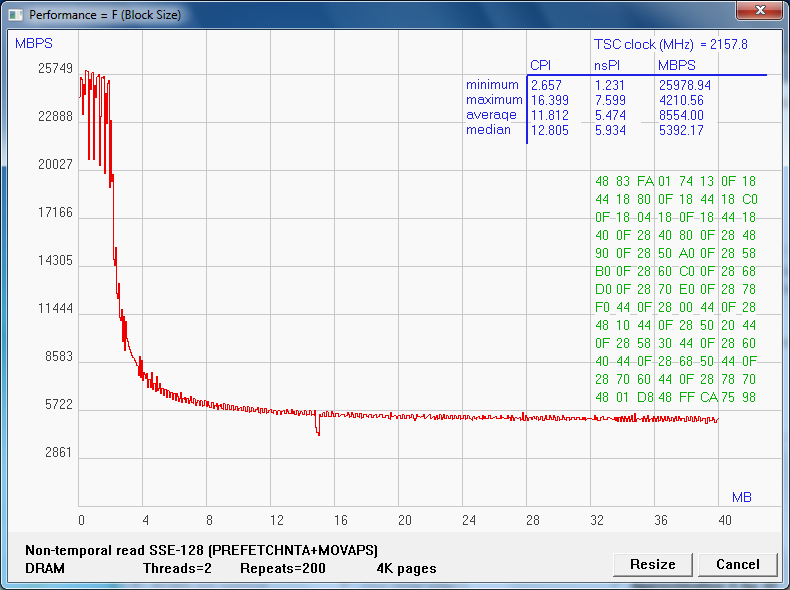 Performance = F (Block Size)
MBPS
TSC clock (MHz) = 2157.8
CPI nsPI MBPS
minimum 2.657 1.231 25978.94
maximum 16.399 7.599 4210.56
average 11.812 5.474 8554.00
median 12.805 5.934 5392.17
25749
22888
20027
17166
14305
11444
8583
5722
2861
48 83 FA 01 74 13 0F 18
44 18 80 0F 18 44 18 C0
0F 18 04 18 0F 18 44 18
40 0F 28 40 80 0F 28 48
90 0F 28 50 A0 0F 28 58
B0 0F 28 60 C0 0F 28 68
D0 0F 28 70 E0 0F 28 78
F0 44 0F 28 00 44 0F 28
48 10 44 0F 28 50 20 44
0F 28 58 30 44 0F 28 60
40 44 0F 28 68 50 44 0F
28 70 60 44 0F 28 78 70
48 01 D8 48 FF CA 75 98
MB
0 4 8 12 16 20 24 28 32 36 40
Non-temporal read SSE-128 (PREFETCHNTA+MOVAPS)
DRAM Threads=2 Repeats=200 4K pages
Resize Cancel